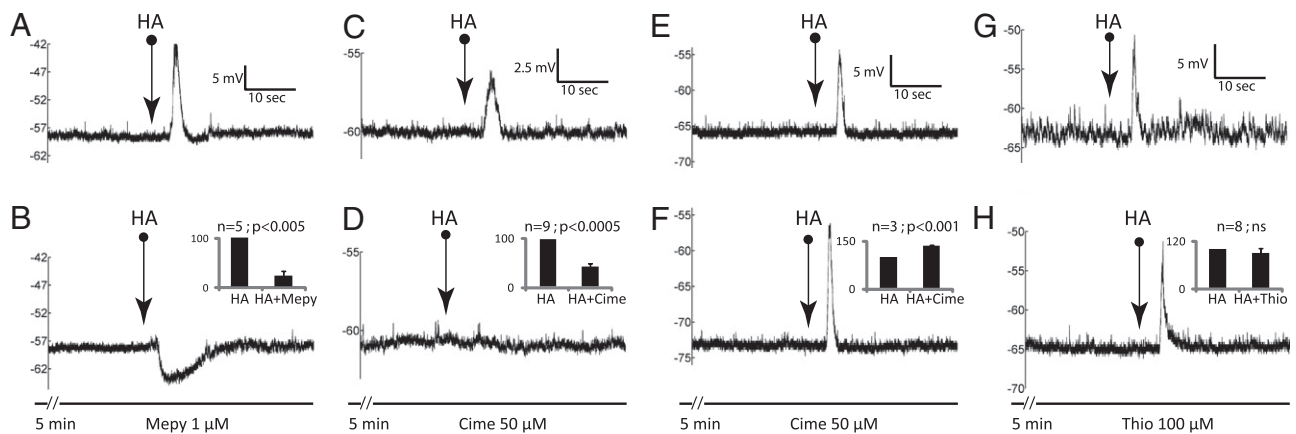 A
HA
-42
-47
-52
-57
-62
5 mV
10 sec
C
HA
-55
-60
2.5 mV
10 sec
E
HA
-55
-60
-65
-70
5 mV
10 sec
G
HA
-50
-55
-60
-65
5 mV
10 sec
B
HA
-42
-47
-52
-57
-62
n=5 ; p<0.005
100
0
HA HA+Mepy
D
HA
-55
-60
n=9 ; p<0.0005
100
0
HA HA+Cime
F
HA
-55
-60
-65
-70
-75
n=3 ; p<0.001
150
0
HA HA+Cime
H
HA
-50
-55
-60
-65
-70
n=8 ; ns
120
0
HA HA+Thio
5 min Mepy 1 µM
5 min Cime 50 µM
5 min Cime 50 µM
5 min Thio 100 µM